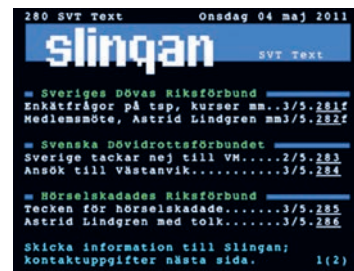 280 SVT Text Onsdag 04 maj 2011
slingan
SVT Text
Sveriges Dövas Riksförbund
Enkätfrågor på tsp, kurser mm..3/5.281f
Medlemsmöte, Astrid Lindgren mm3/5.282f
Svenska Dövidrottsförbundet
Sverige tackar nej till VM.....2/5.283
Ansök till Västanvik...........3/5.284
Hörselskadades Riksförbund
Tecken för hörselskadade.......3/5.285
Astrid Lindgren med tolk.......3/5.286
Skicka information till Slingan;
kontaktuppgifter nästa sida. 1(2)